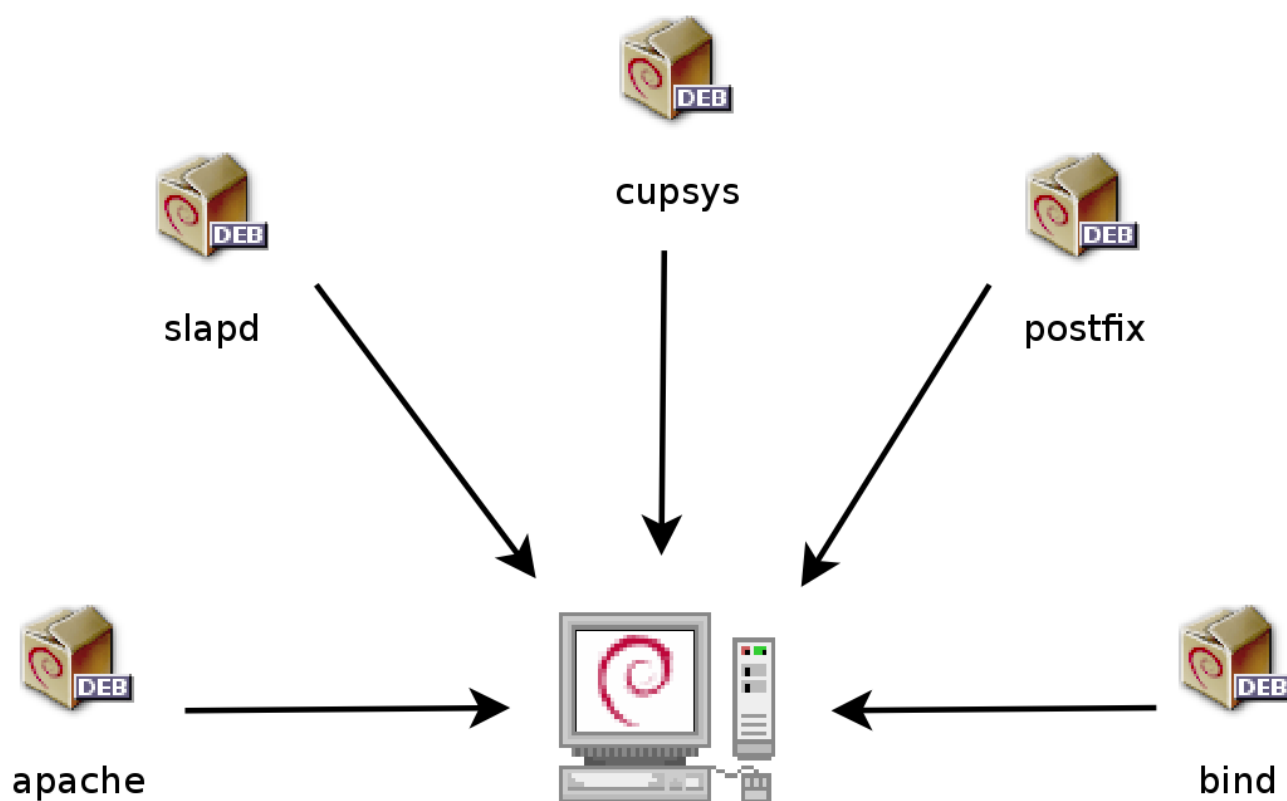 DEB
cupsys
DEB
slapd
DEB
postfix
DEB
apache
DEB
bind